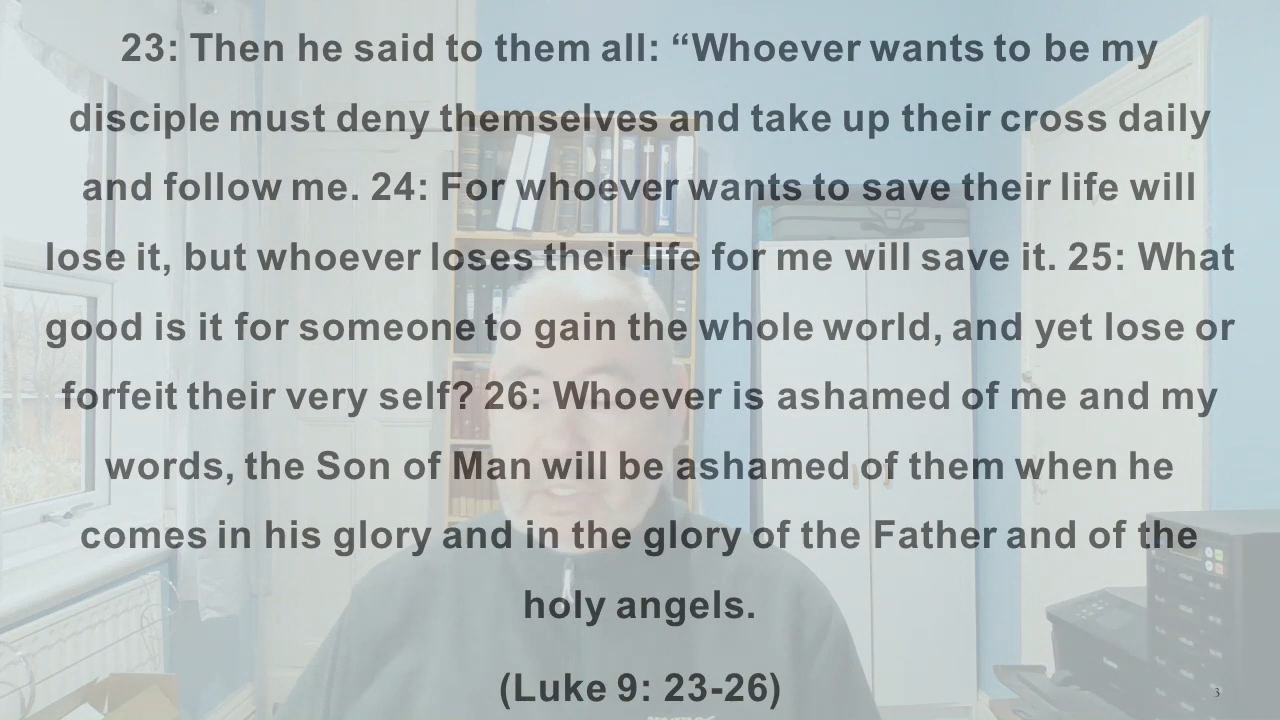 23: Then he said to them all: “Whoever wants to be my
disciple must deny themselves and take up their cross daily
and follow me. 24: For whoever wants to save their life will
lose it, but whoever loses their life for me will save it. 25: What
good is it for someone to gain the whole world, and yet lose or
forfeit their very self? 26: Whoever is ashamed of me and my
words, the Son of Man will be ashamed of them when he
comes in his glory and in the glory of the Father and of the
holy angels.
(Luke 9: 23-26)
3